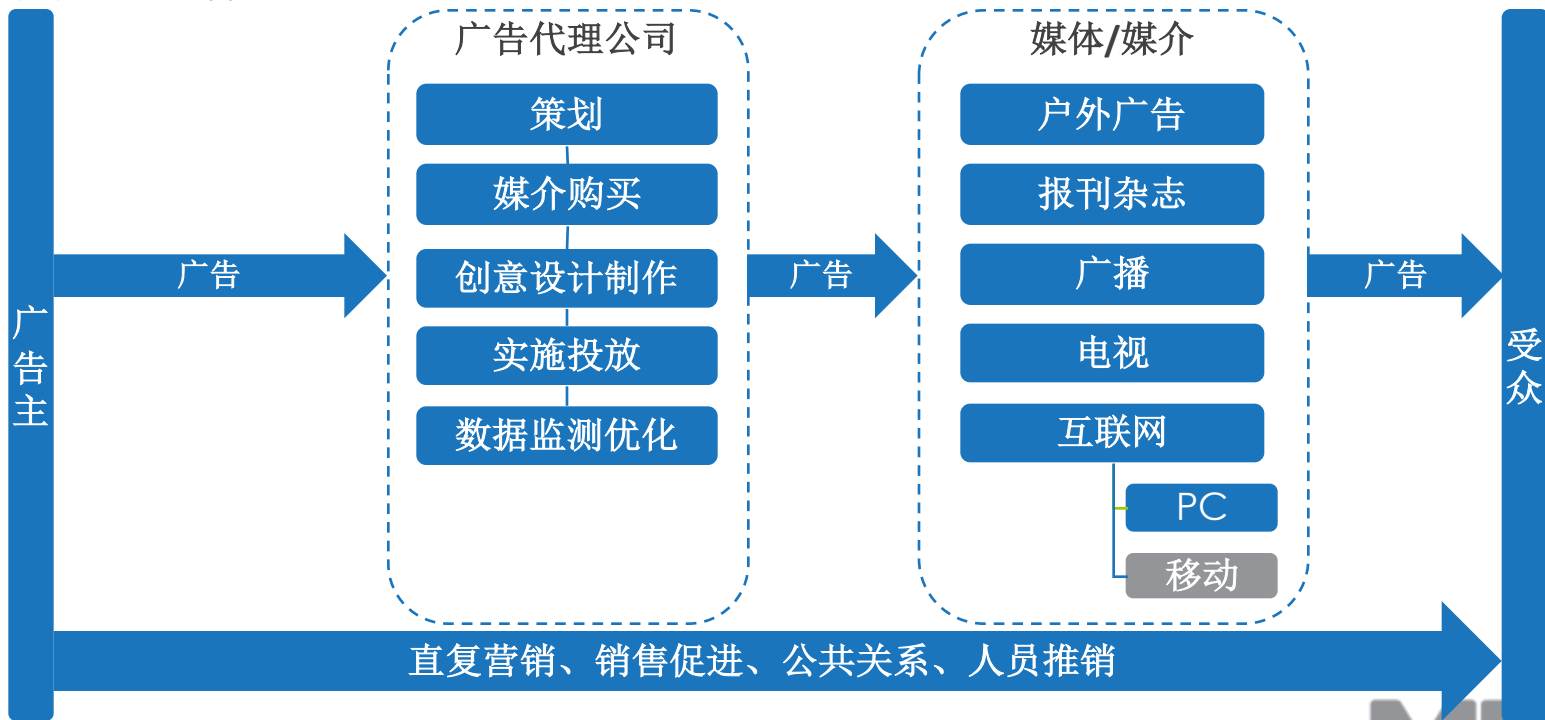 广告代理公司
媒体/媒介
策划
媒介购买
创意设计制作
实施投放
数据监测优化
户外广告
报刊杂志
广播
电视
互联网
PC
移动
广告
广告
广告
广告主
受众
直复营销、销售促进、公共关系、人员推销